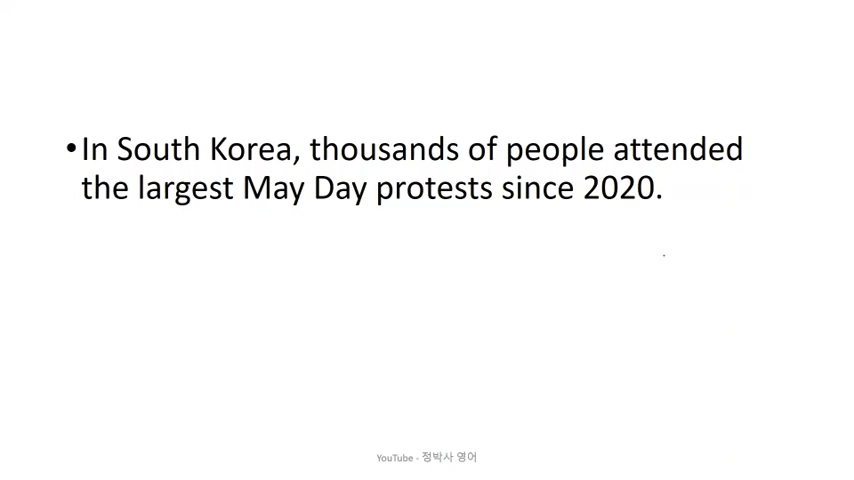 •In South Korea, thousands of people attended
the largest May Day protests since 2020.
YouTube - 정박사 영어